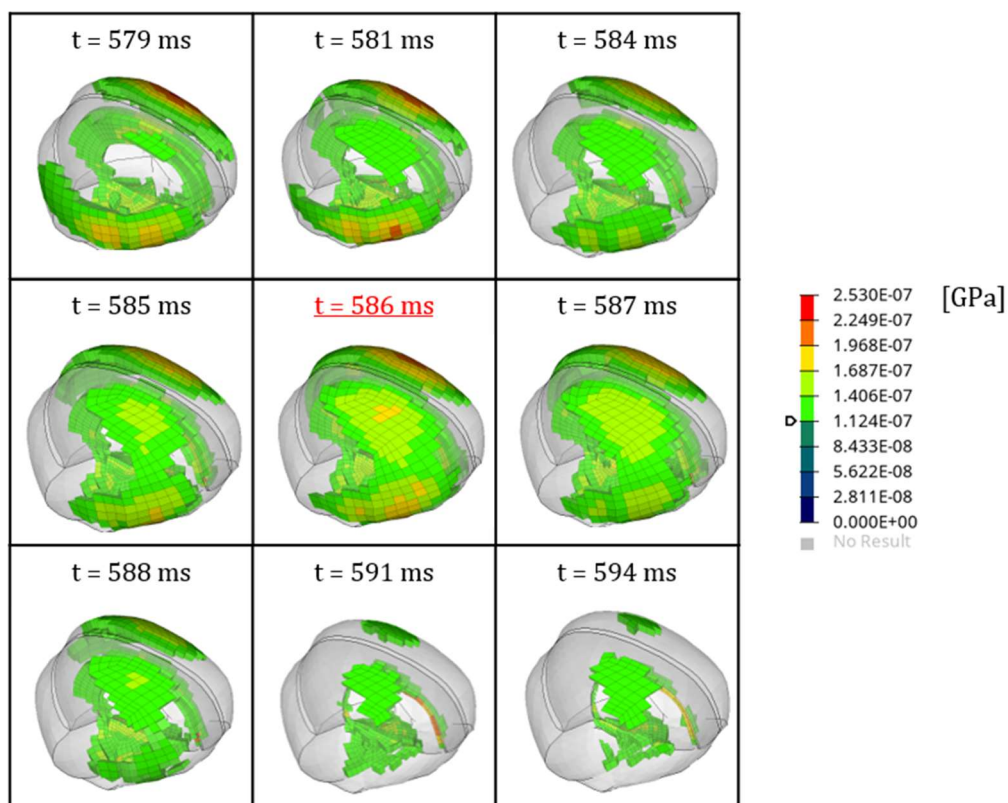 t = 579 ms
t = 581 ms
t = 584 ms
t = 585 ms
t = 586 ms
t = 587 ms
t = 588 ms
t = 591 ms
t = 594 ms
[GPa]
2.530E-07
2.249E-07
1.968E-07
1.687E-07
1.406E-07
1.124E-07
8.433E-08
5.622E-08
2.811E-08
0.000E+00
No Result